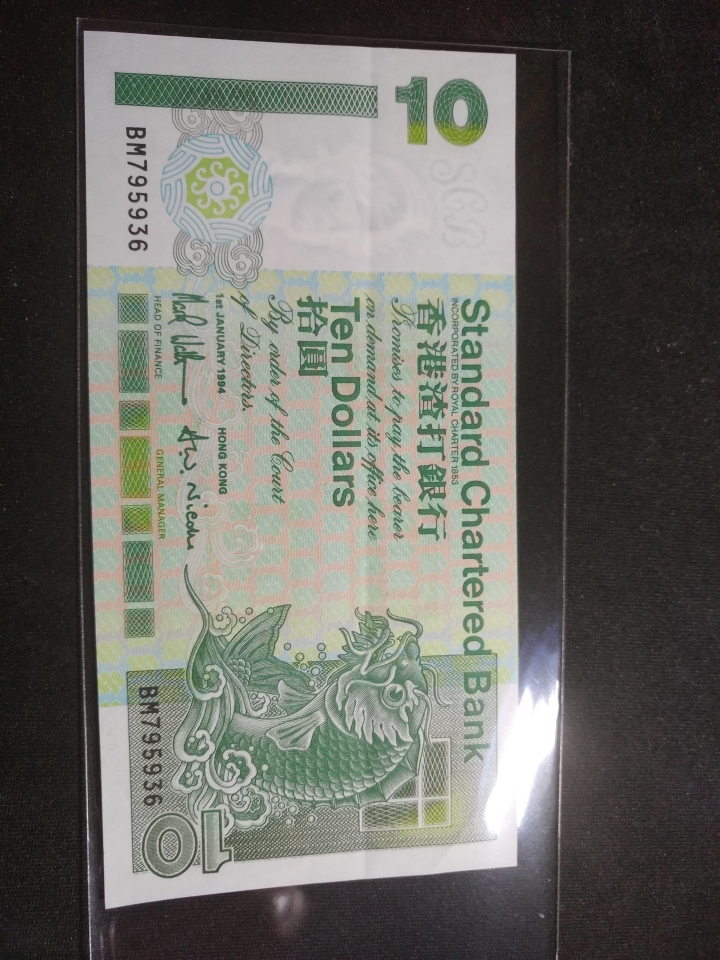 10
SCB
BM795936
Standard Chartered Bank
INCORPORATED BY ROYAL CHARTER 1853
香港渣打銀行
Promises to pay the bearer
on demand at its office here
Ten Dollars
拾圓
By order of the Court
of Directors.
1st JANUARY 1994 HONG KONG
HEAD OF FINANCE GENERAL MANAGER
BM795936
10